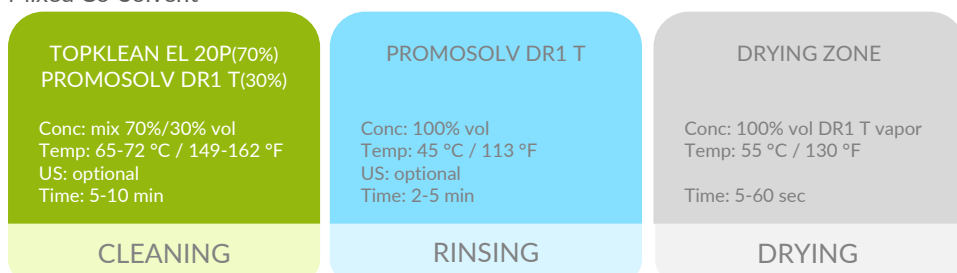 Mixed Co-Solvent
TOPKLEAN EL 20P(70%)
PROMOSOLV DR1 T(30%)
Conc: mix 70%/30% vol
Temp: 65-72 °C / 149-162 °F
US: optional
Time: 5-10 min
CLEANING
PROMOSOLV DR1 T
Conc: 100% vol
Temp: 45 °C / 113 °F
US: optional
Time: 2-5 min
RINSING
DRYING ZONE
Conc: 100% vol DR1 T vapor
Temp: 55 °C / 130 °F
Time: 5-60 sec
DRYING